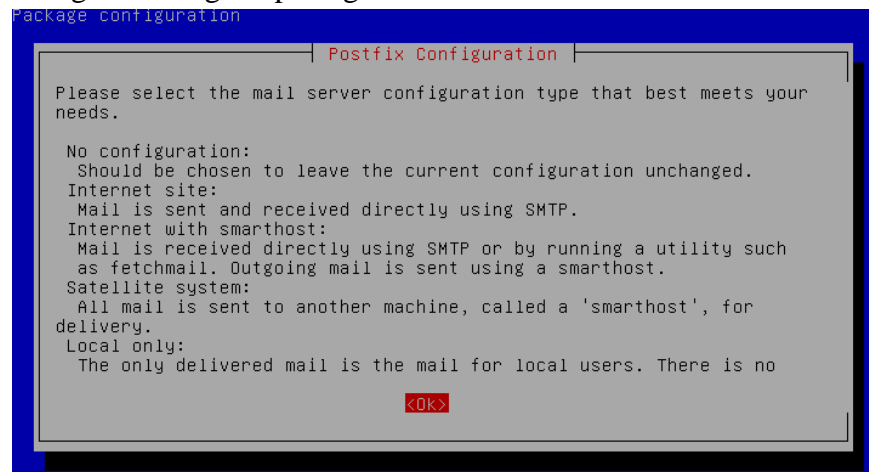 Package configuration
Postfix Configuration
Please select the mail server configuration type that best meets your
needs.
No configuration:
Should be chosen to leave the current configuration unchanged.
Internet site:
Mail is sent and received directly using SMTP.
Internet with smarthost:
Mail is received directly using SMTP or by running a utility such
as fetchmail. Outgoing mail is sent using a smarthost.
Satellite system:
All mail is sent to another machine, called a 'smarthost', for
delivery.
Local only:
The only delivered mail is the mail for local users. There is no
<Ok>